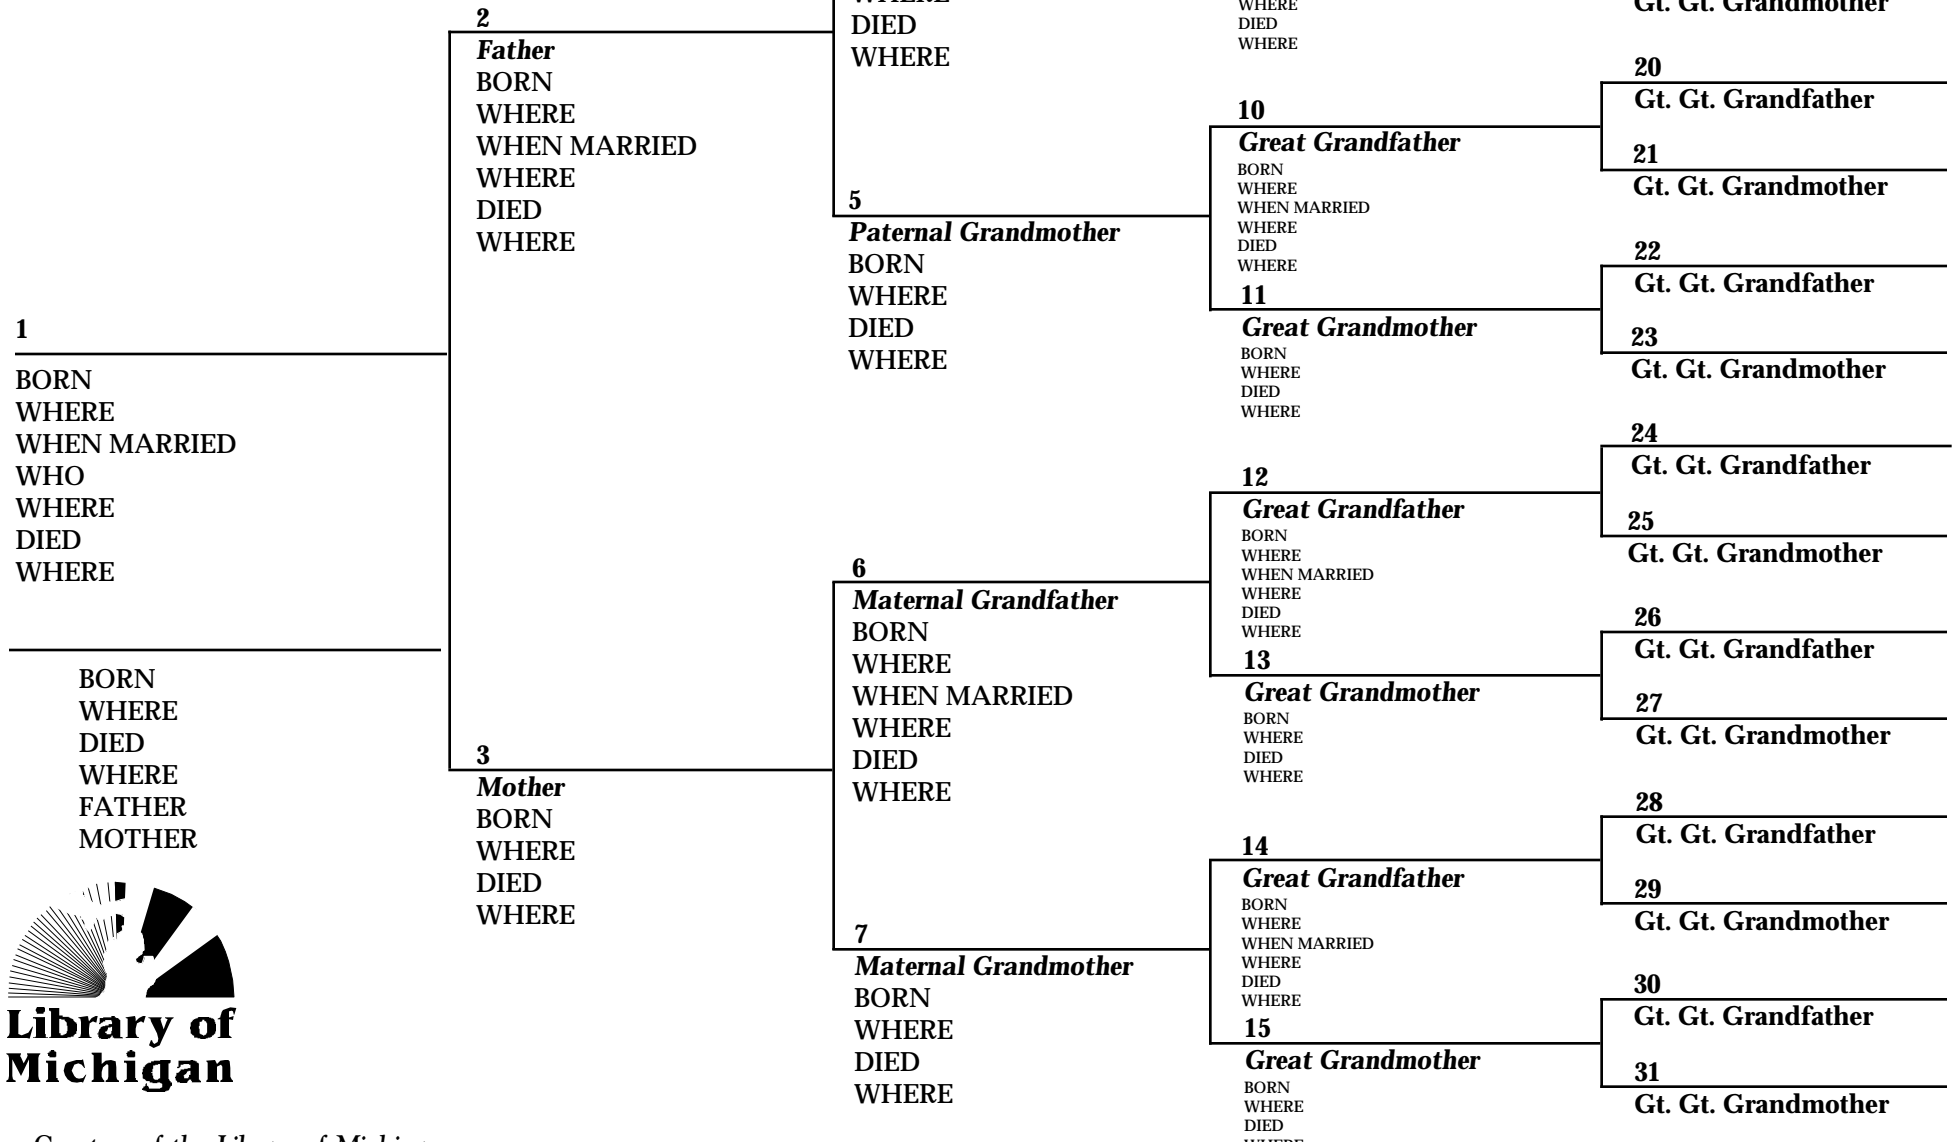 1
BORN
WHERE
WHEN MARRIED
WHO
WHERE
DIED
WHERE
BORN
WHERE
DIED
WHERE
FATHER
MOTHER
Library of
Michigan
2
Father
BORN
WHERE
WHEN MARRIED
WHERE
DIED
WHERE
3
Mother
BORN
WHERE
DIED
WHERE
WHERE
DIED
WHERE
5
Paternal Grandmother
BORN
WHERE
DIED
WHERE
6
Maternal Grandfather
BORN
WHERE
WHEN MARRIED
WHERE
DIED
WHERE
7
Maternal Grandmother
BORN
WHERE
DIED
WHERE
WHERE
DIED
WHERE
10
Great Grandfather
BORN
WHERE
WHEN MARRIED
WHERE
DIED
WHERE
11
Great Grandmother
BORN
WHERE
DIED
WHERE
12
Great Grandfather
BORN
WHERE
WHEN MARRIED
WHERE
DIED
WHERE
13
Great Grandmother
BORN
WHERE
DIED
WHERE
14
Great Grandfather
BORN
WHERE
WHEN MARRIED
WHERE
DIED
WHERE
15
Great Grandmother
BORN
WHERE
DIED
Gt. Gt. Grandmother
20
Gt. Gt. Grandfather
21
Gt. Gt. Grandmother
22
Gt. Gt. Grandfather
23
Gt. Gt. Grandmother
24
Gt. Gt. Grandfather
25
Gt. Gt. Grandmother
26
Gt. Gt. Grandfather
27
Gt. Gt. Grandmother
28
Gt. Gt. Grandfather
29
Gt. Gt. Grandmother
30
Gt. Gt. Grandfather
31
Gt. Gt. Grandmother